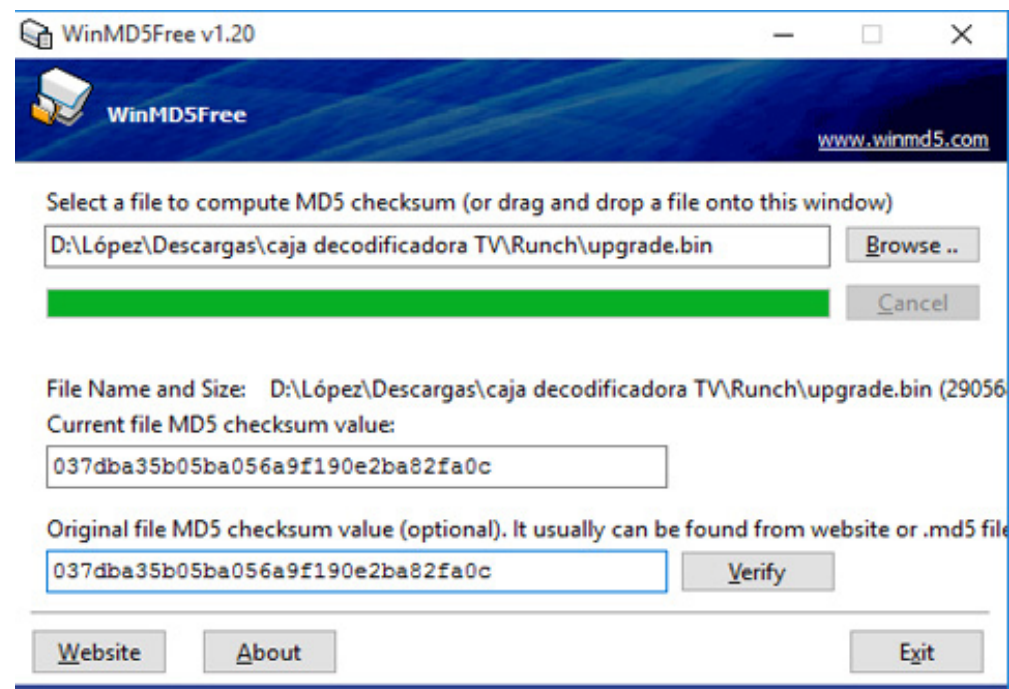 WinMD5Free v1.20
WinMD5Free
www.winmd5.com
Select a file to compute MD5 checksum (or drag and drop a file onto this window)
D:\López\Descargas\caja decodificadora TV\Runch\upgrade.bin
Browse ..
Cancel
File Name and Size: D:\López\Descargas\caja decodificadora TV\Runch\upgrade.bin (29056
Current file MD5 checksum value:
037dba35b05ba056a9f190e2ba82fa0c
Original file MD5 checksum value (optional). It usually can be found from website or .md5 file
037dba35b05ba056a9f190e2ba82fa0c
Verify
Website
About
Exit